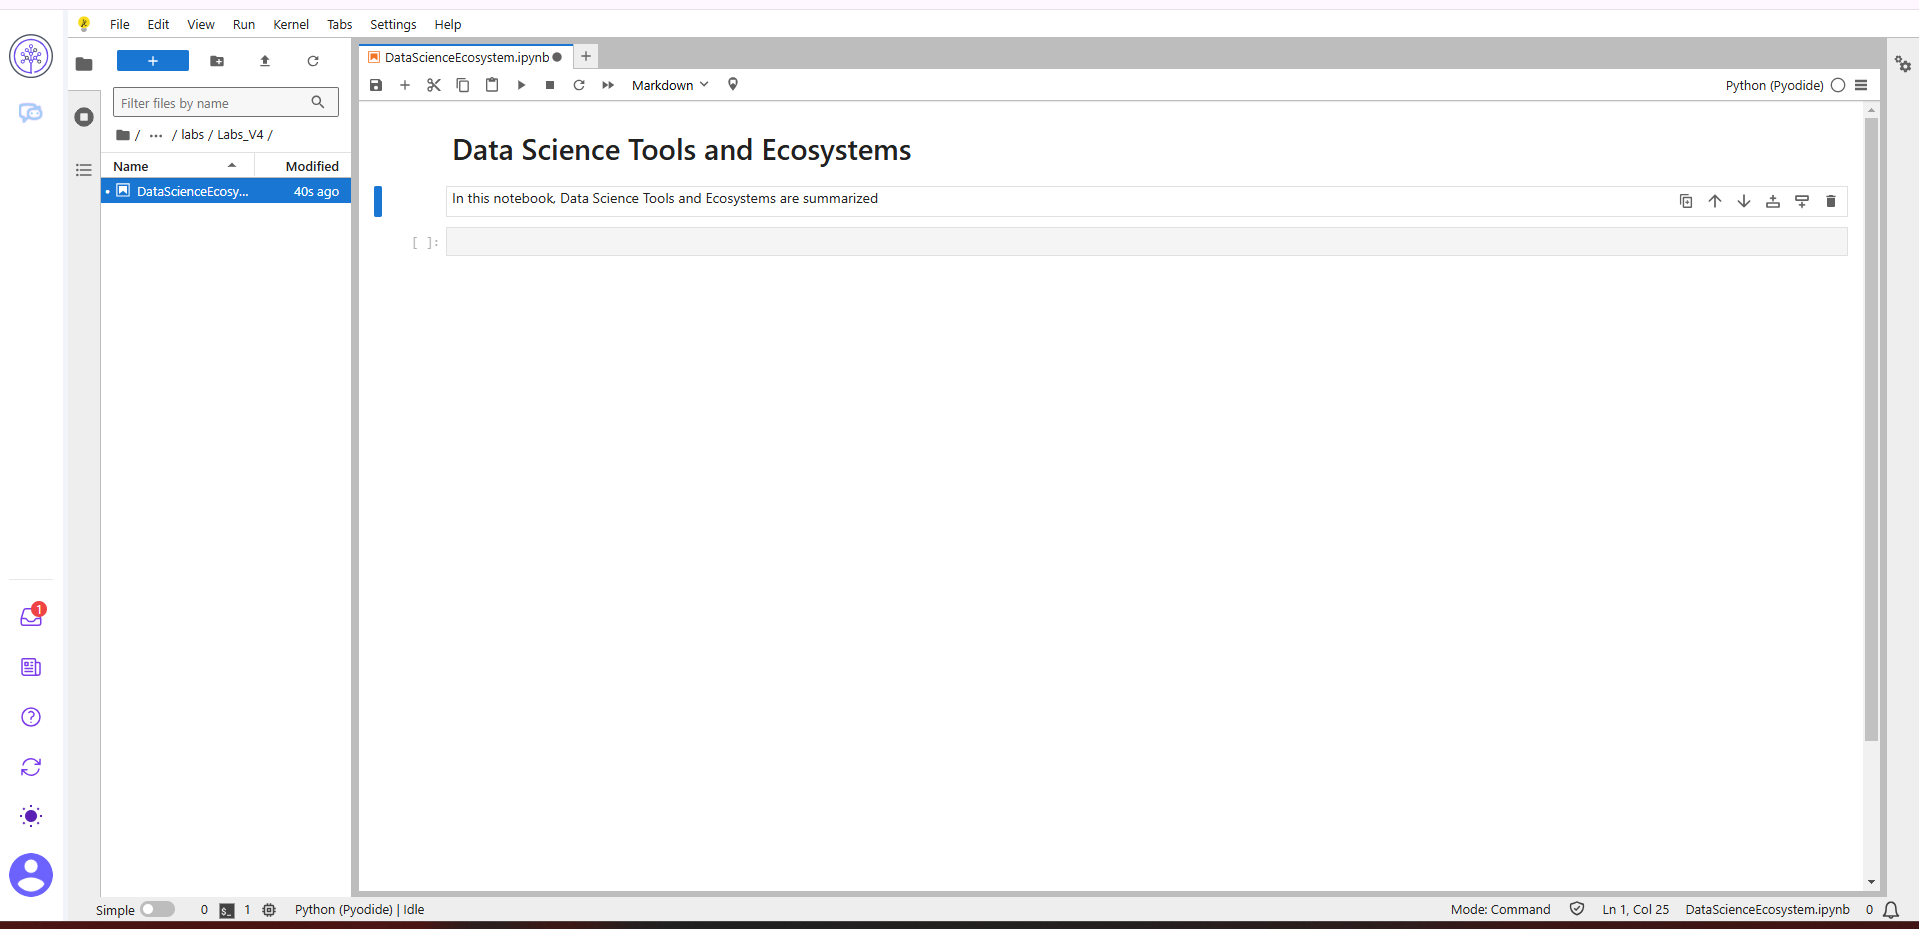 File Edit View Run Kernel Tabs Settings Help
DataScienceEcosystem.ipynb
Markdown
Python (Pyodide)
Filter files by name
/ ··· / labs / Labs_V4 /
Name Modified
DataScienceEcosy... 40s ago
Data Science Tools and Ecosystems
In this notebook, Data Science Tools and Ecosystems are summarized
[ ]:
1
Simple 0 $_ 1 Python (Pyodide) | Idle
Mode: Command Ln 1, Col 25 DataScienceEcosystem.ipynb 0